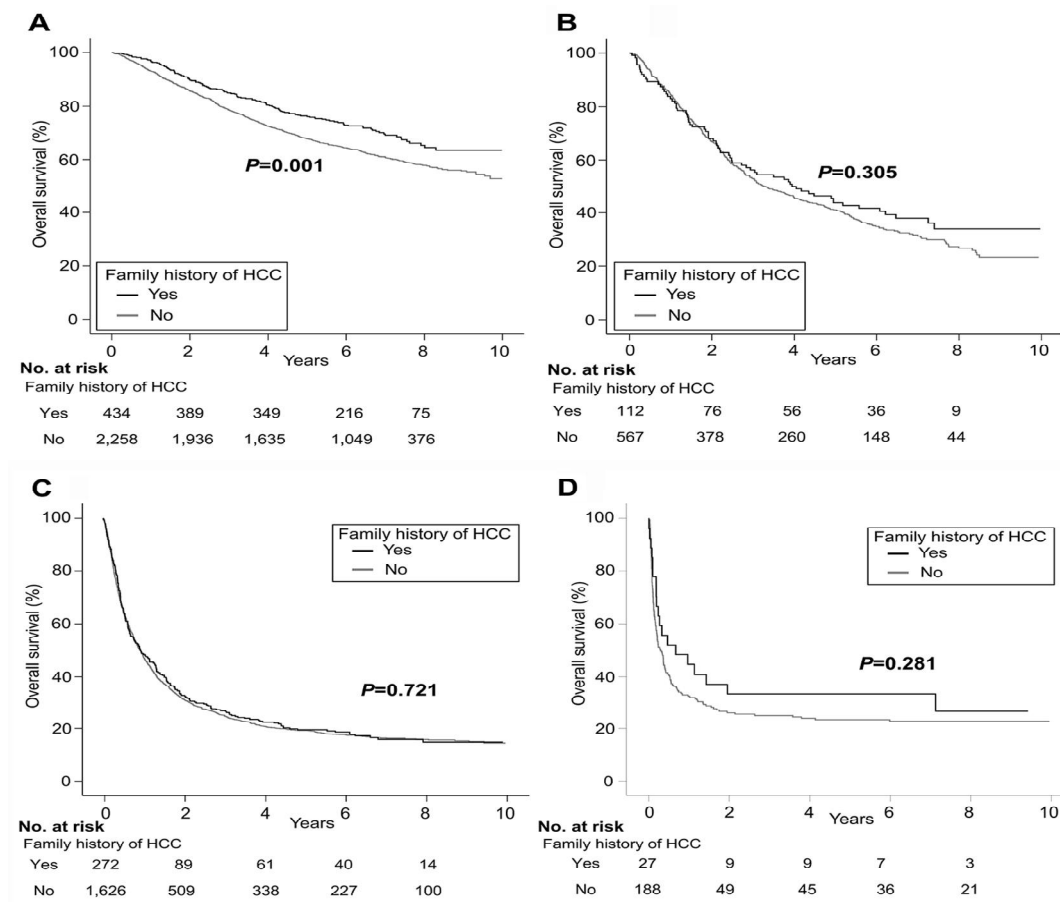 A
100
80
60
40
20
0
Overall survival (%)
P=0.001
Family history of HCC
Yes
No
0 2 4 6 8 10
Years
No. at risk
Family history of HCC
Yes 434 389 349 216 75
No 2,258 1,936 1,635 1,049 376
B
100
80
60
40
20
0
Overall survival (%)
P=0.305
Family history of HCC
Yes
No
0 2 4 6 8 10
Years
No. at risk
Family history of HCC
Yes 112 76 56 36 9
No 567 378 260 148 44
C
100
80
60
40
20
0
Overall survival (%)
Family history of HCC
Yes
No
P=0.721
0 2 4 6 8 10
Years
No. at risk
Family history of HCC
Yes 272 89 61 40 14
No 1,626 509 338 227 100
D
100
80
60
40
20
0
Overall survival (%)
Family history of HCC
Yes
No
P=0.281
0 2 4 6 8 10
Years
No. at risk
Family history of HCC
Yes 27 9 9 7 3
No 188 49 45 36 21